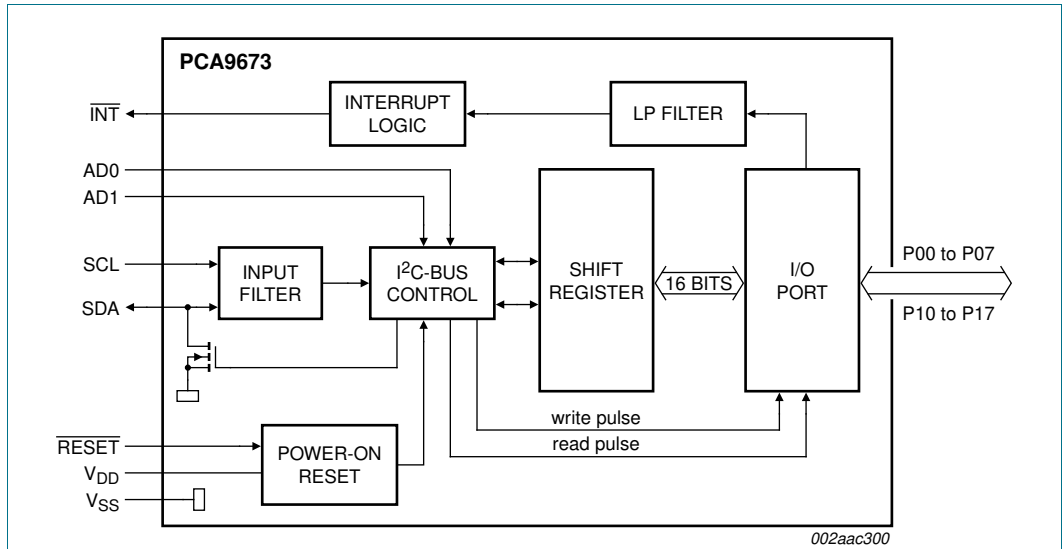 PCA9673
INTERRUPT
LOGIC
LP FILTER
INT
AD0
AD1
SCL
SDA
INPUT
FILTER
I²C-BUS
CONTROL
SHIFT
REGISTER
16 BITS
I/O
PORT
P00 to P07
P10 to P17
write pulse
read pulse
RESET
VDD
VSS
POWER-ON
RESET
002aac300